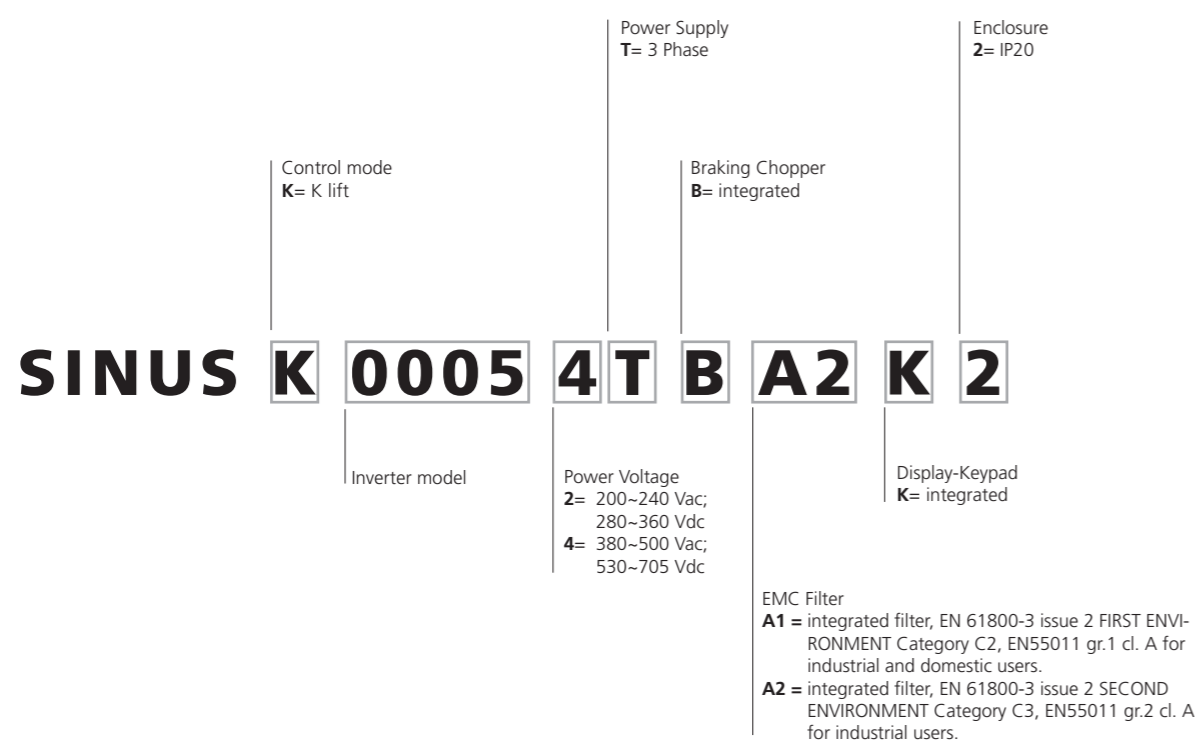 Power Supply
T= 3 Phase
Enclosure
2= IP20
Control mode
K= K lift
Braking Chopper
B= integrated
SINUS K 0005 4 T B A2 K 2
Inverter model
Power Voltage
2= 200~240 Vac;
280~360 Vdc
4= 380~500 Vac;
530~705 Vdc
Display-Keypad
K= integrated
EMC Filter
A1 = integrated filter, EN 61800-3 issue 2 FIRST ENVI-
RONMENT Category C2, EN55011 gr.1 cl. A for
industrial and domestic users.
A2 = integrated filter, EN 61800-3 issue 2 SECOND
ENVIRONMENT Category C3, EN55011 gr.2 cl. A
for industrial users.